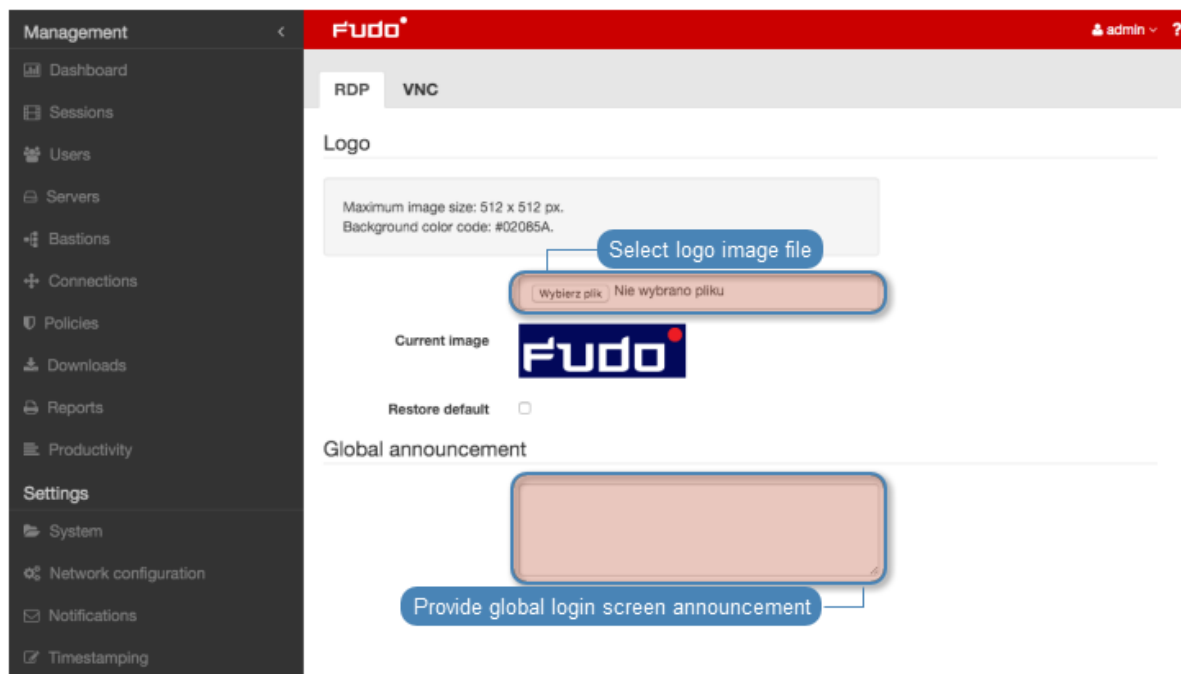 Management
Fudo
admin
?
Dashboard
Sessions
Users
Servers
Bastions
Connections
Policies
Downloads
Reports
Productivity
Settings
System
Network configuration
Notifications
Timestamping
RDP VNC
Logo
Maximum image size: 512 x 512 px.
Background color code: #02085A.
Select logo image file
Wybierz plik Nie wybrano pliku
Current image
Fudo
Restore default
Global announcement
Provide global login screen announcement